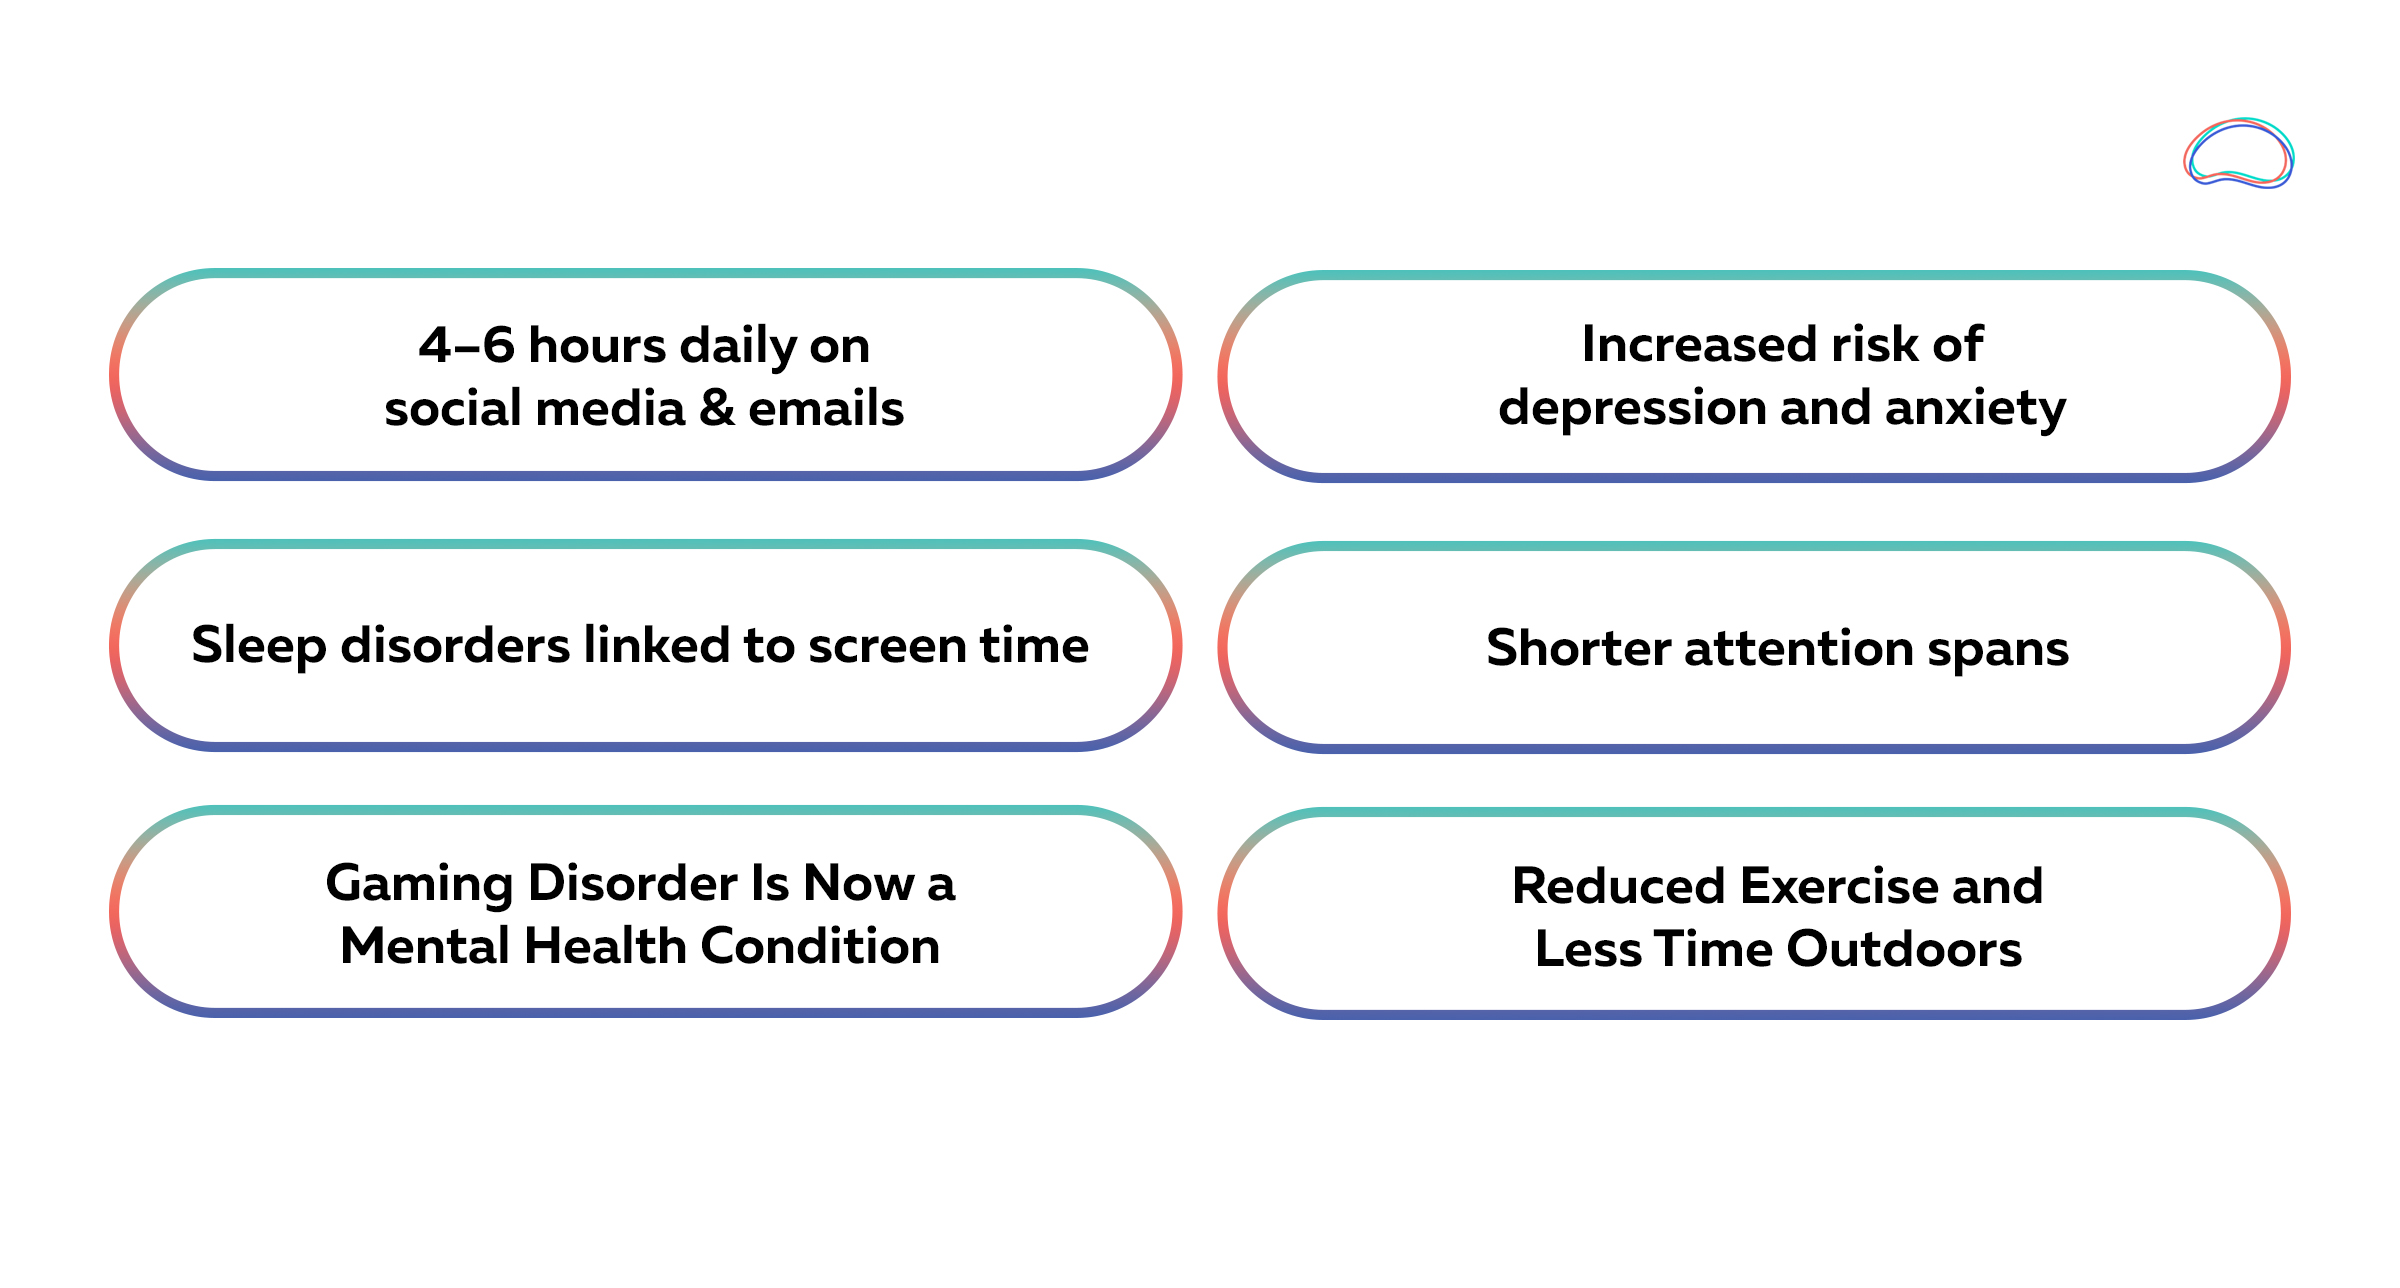 4–6 hours daily on
social media & emails
Increased risk of
depression and anxiety
Sleep disorders linked to screen time
Shorter attention spans
Gaming Disorder Is Now a
Mental Health Condition
Reduced Exercise and
Less Time Outdoors